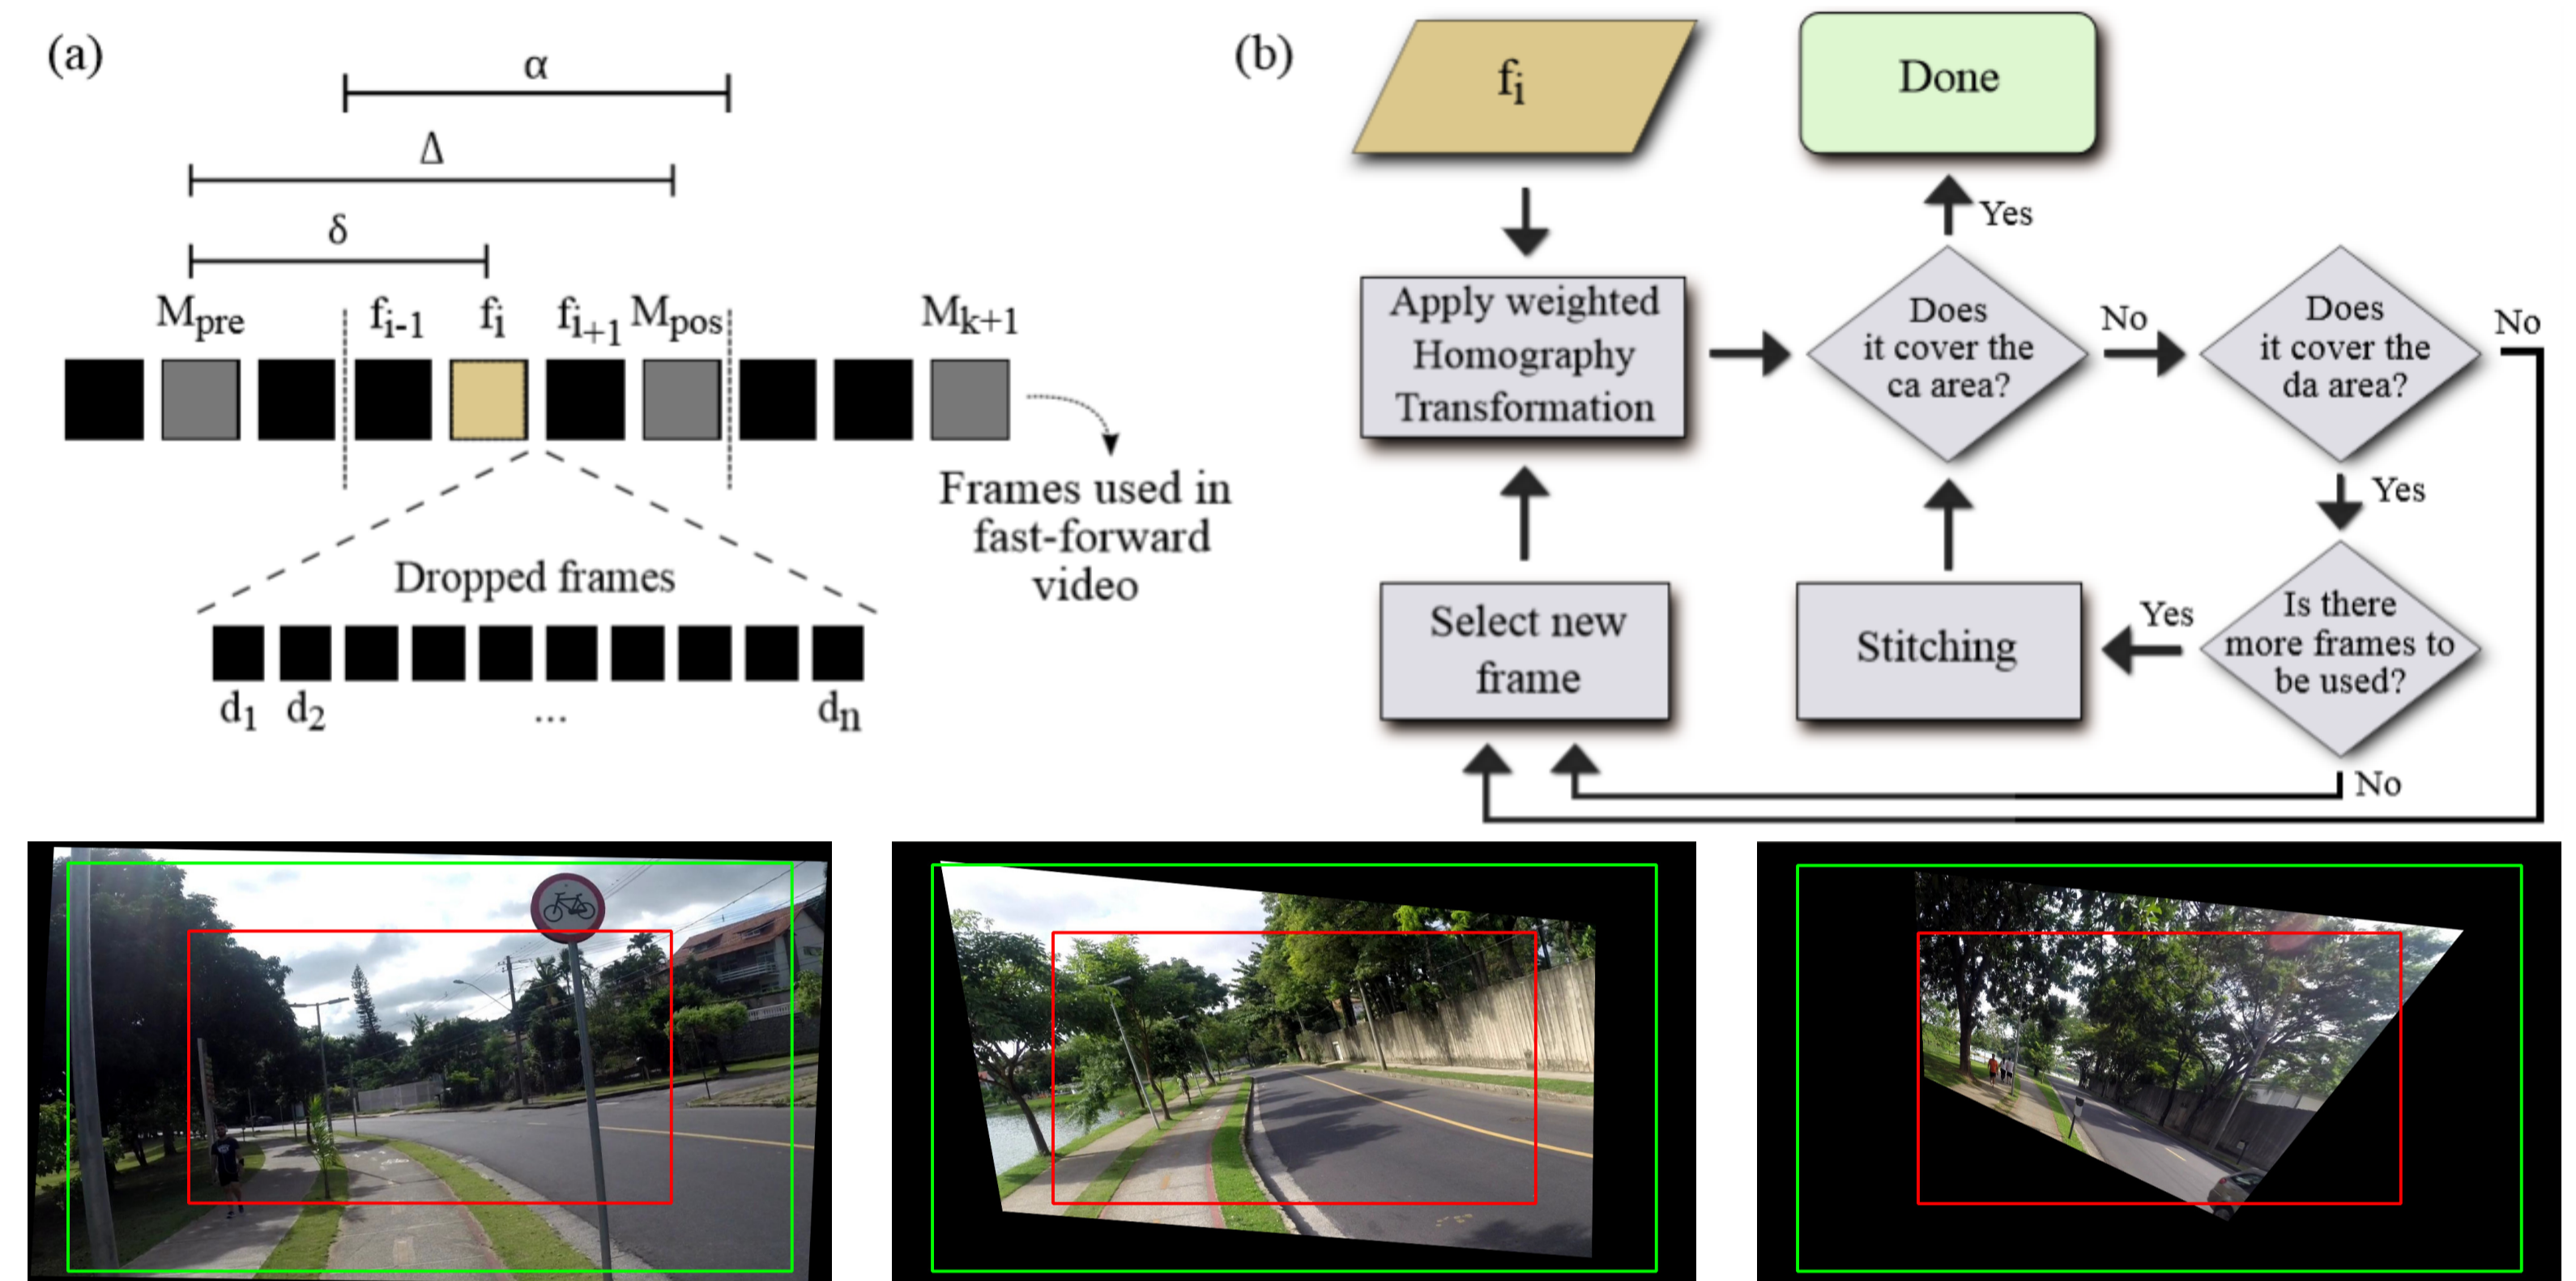 (a)
α
Δ
δ
Mpre
fi-1
fi
fi+1
Mpos
Mk+1
Frames used in
fast-forward
video
Dropped frames
d1
d2
...
dn
(b)
fi
Done
Yes
Apply weighted
Homography
Transformation
Does
it cover the
ca area?
No
Does
it cover the
da area?
No
Yes
Select new
frame
Stitching
Yes
Is there
more frames to
be used?
No